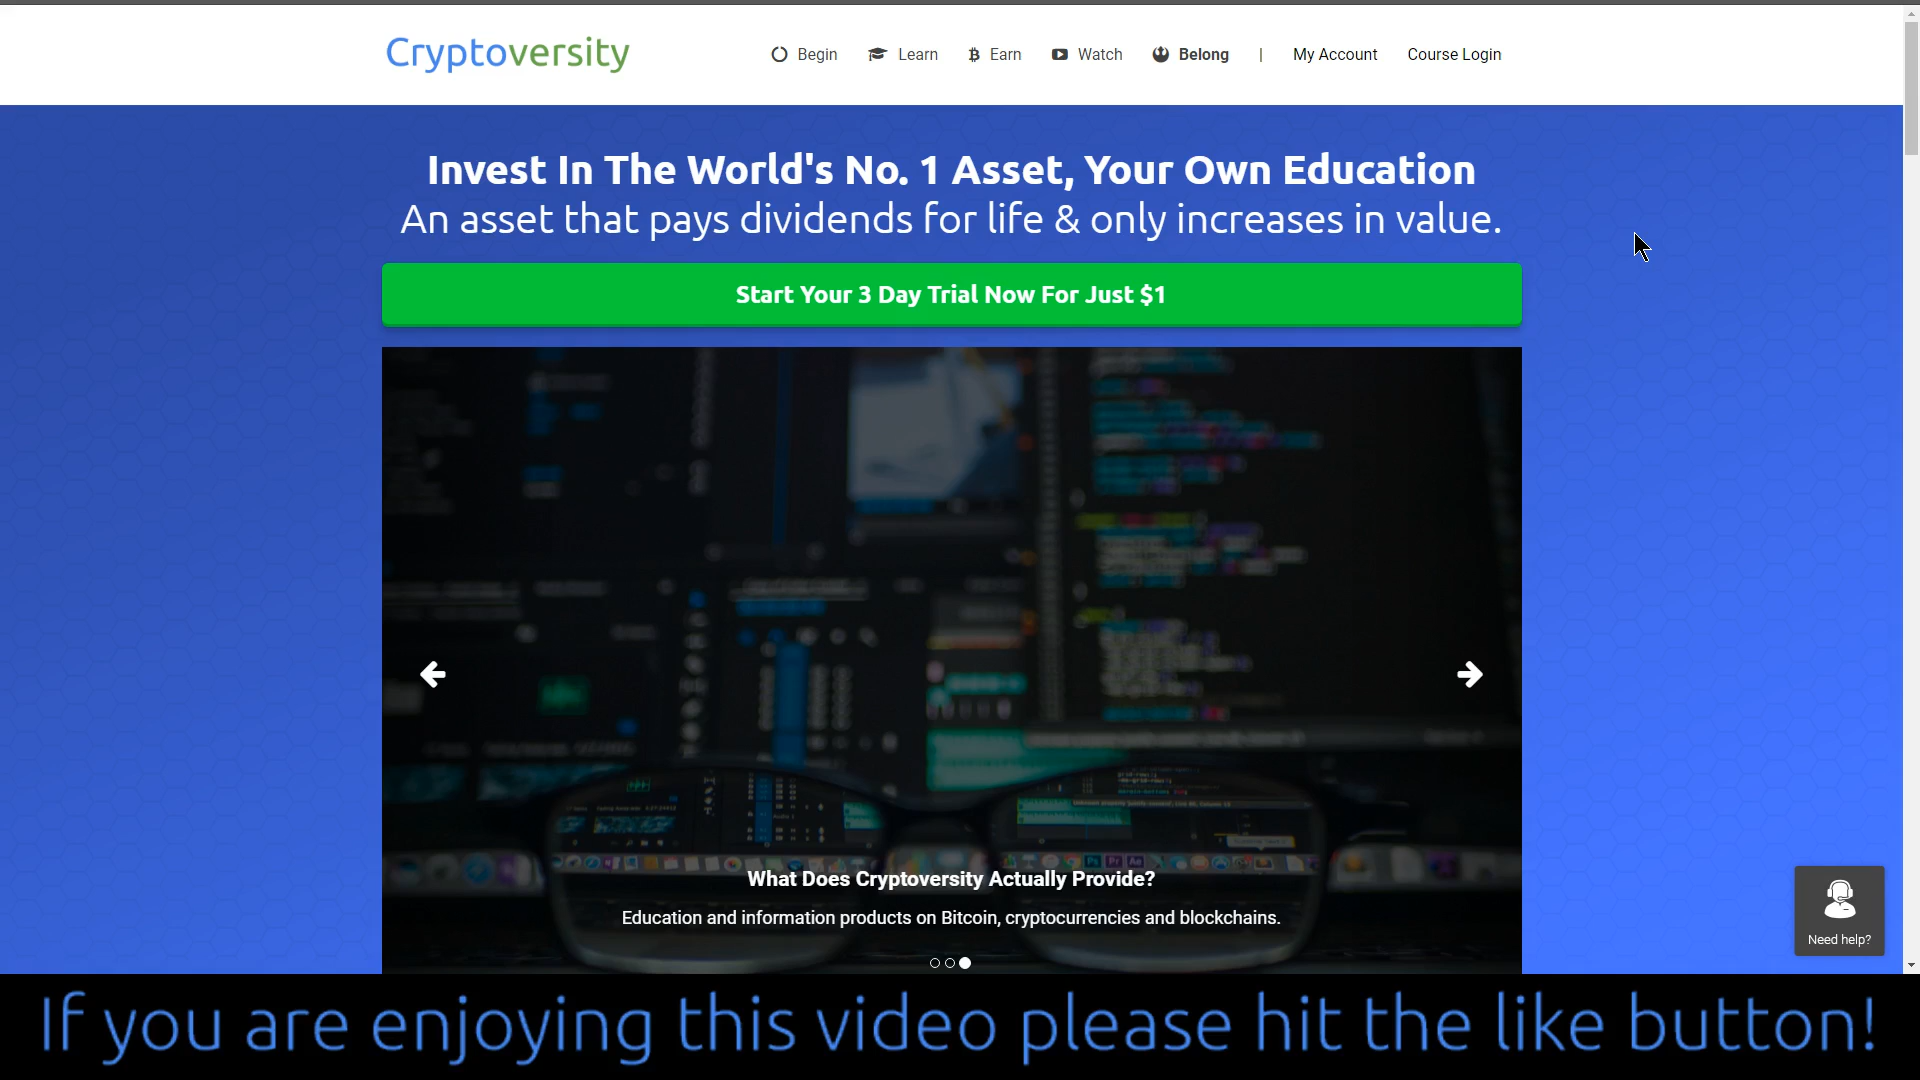 Cryptoversity
Begin Learn Earn Watch Belong | My Account Course Login
Invest In The World's No. 1 Asset, Your Own Education
An asset that pays dividends for life & only increases in value.
Start Your 3 Day Trial Now For Just $1
What Does Cryptoversity Actually Provide?
Education and information products on Bitcoin, cryptocurrencies and blockchains.
Need help?
If you are enjoying this video please hit the like button!